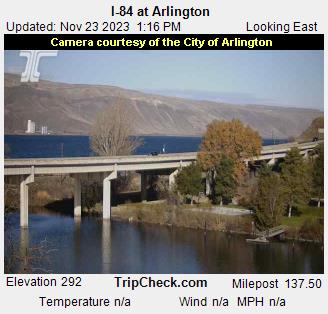 I-84 at Arlington
Updated: Nov 23 2023 1:16 PM Looking East
Camera courtesy of the City of Arlington
Elevation 292 TripCheck.com Milepost 137.50
Temperature n/a Wind n/a MPH n/a